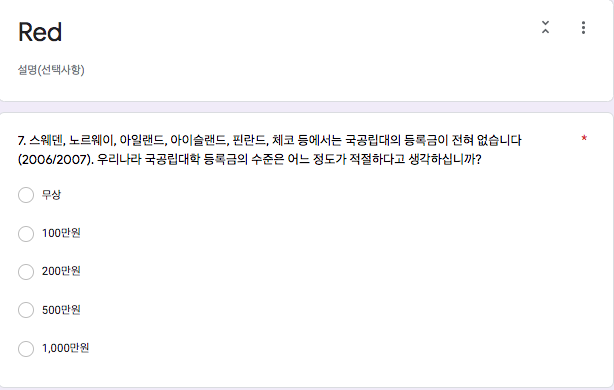 Red
설명(선택사항)
7. 스웨덴, 노르웨이, 아일랜드, 아이슬랜드, 핀란드, 체코 등에서는 국공립대의 등록금이 전혀 없습니다 *
(2006/2007). 우리나라 국공립대학 등록금의 수준은 어느 정도가 적절하다고 생각하십니까?
무상
100만원
200만원
500만원
1,000만원